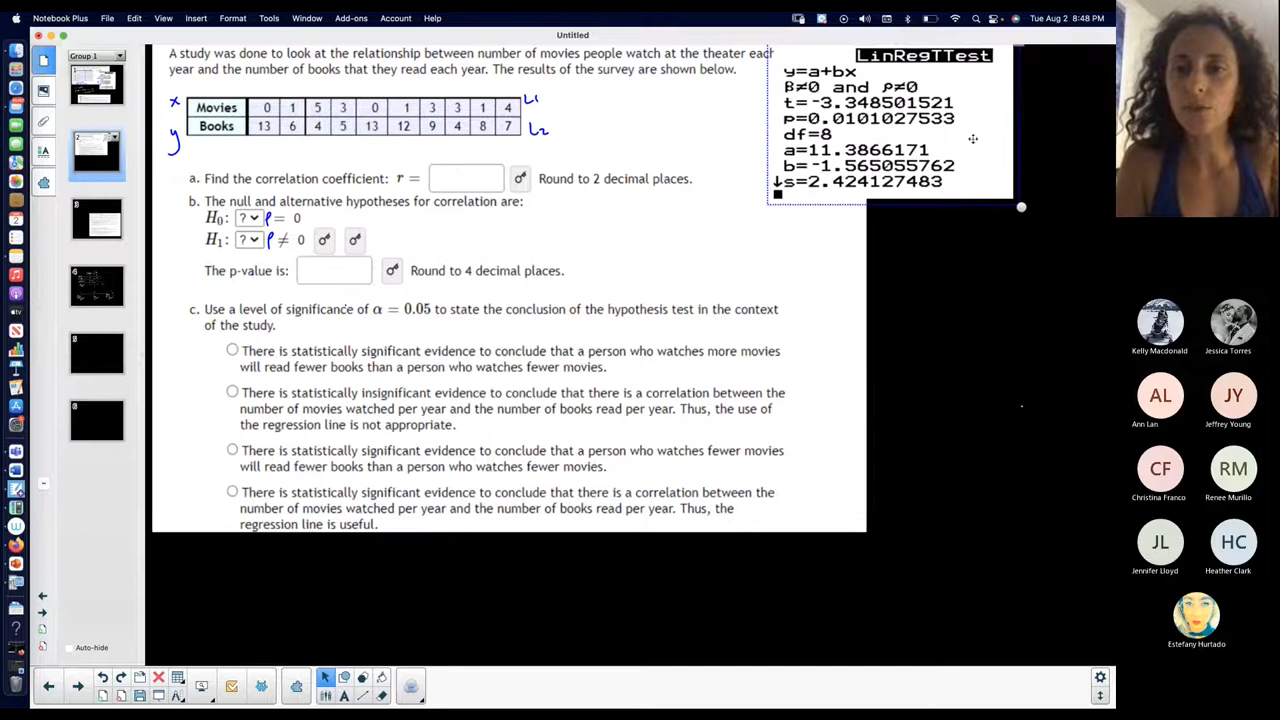 Notebook Plus File Edit View Insert Format Tools Window Add-ons Account Help
Tue Aug 2 8:48 PM
Untitled
Group 1
A study was done to look at the relationship between number of movies people watch at the theater each
year and the number of books that they read each year. The results of the survey are shown below.
x Movies 0 1 5 3 0 1 3 3 1 4 L1
y Books 13 6 4 5 13 12 9 4 8 7 L2
a. Find the correlation coefficient: r = Round to 2 decimal places.
b. The null and alternative hypotheses for correlation are:
H0: ? ρ = 0
H1: ? ρ ≠ 0
The p-value is: Round to 4 decimal places.
c. Use a level of significance of α = 0.05 to state the conclusion of the hypothesis test in the context
of the study.
There is statistically significant evidence to conclude that a person who watches more movies
will read fewer books than a person who watches fewer movies.
There is statistically insignificant evidence to conclude that there is a correlation between the
number of movies watched per year and the number of books read per year. Thus, the use of
the regression line is not appropriate.
There is statistically significant evidence to conclude that a person who watches fewer movies
will read fewer books than a person who watches fewer movies.
There is statistically significant evidence to conclude that there is a correlation between the
number of movies watched per year and the number of books read per year. Thus, the
regression line is useful.
LinRegTTest
y=a+bx
β≠0 and ρ≠0
t=-3.348501521
p=0.0101027533
df=8
a=11.3866171
b=-1.565055762
↓s=2.424127483
Kelly Macdonald
Jessica Torres
AL
JY
Ann Lan
Jeffrey Young
CF
RM
Christina Franco
Renee Murillo
JL
HC
Jennifer Lloyd
Heather Clark
Estefany Hurtado
Auto-hide